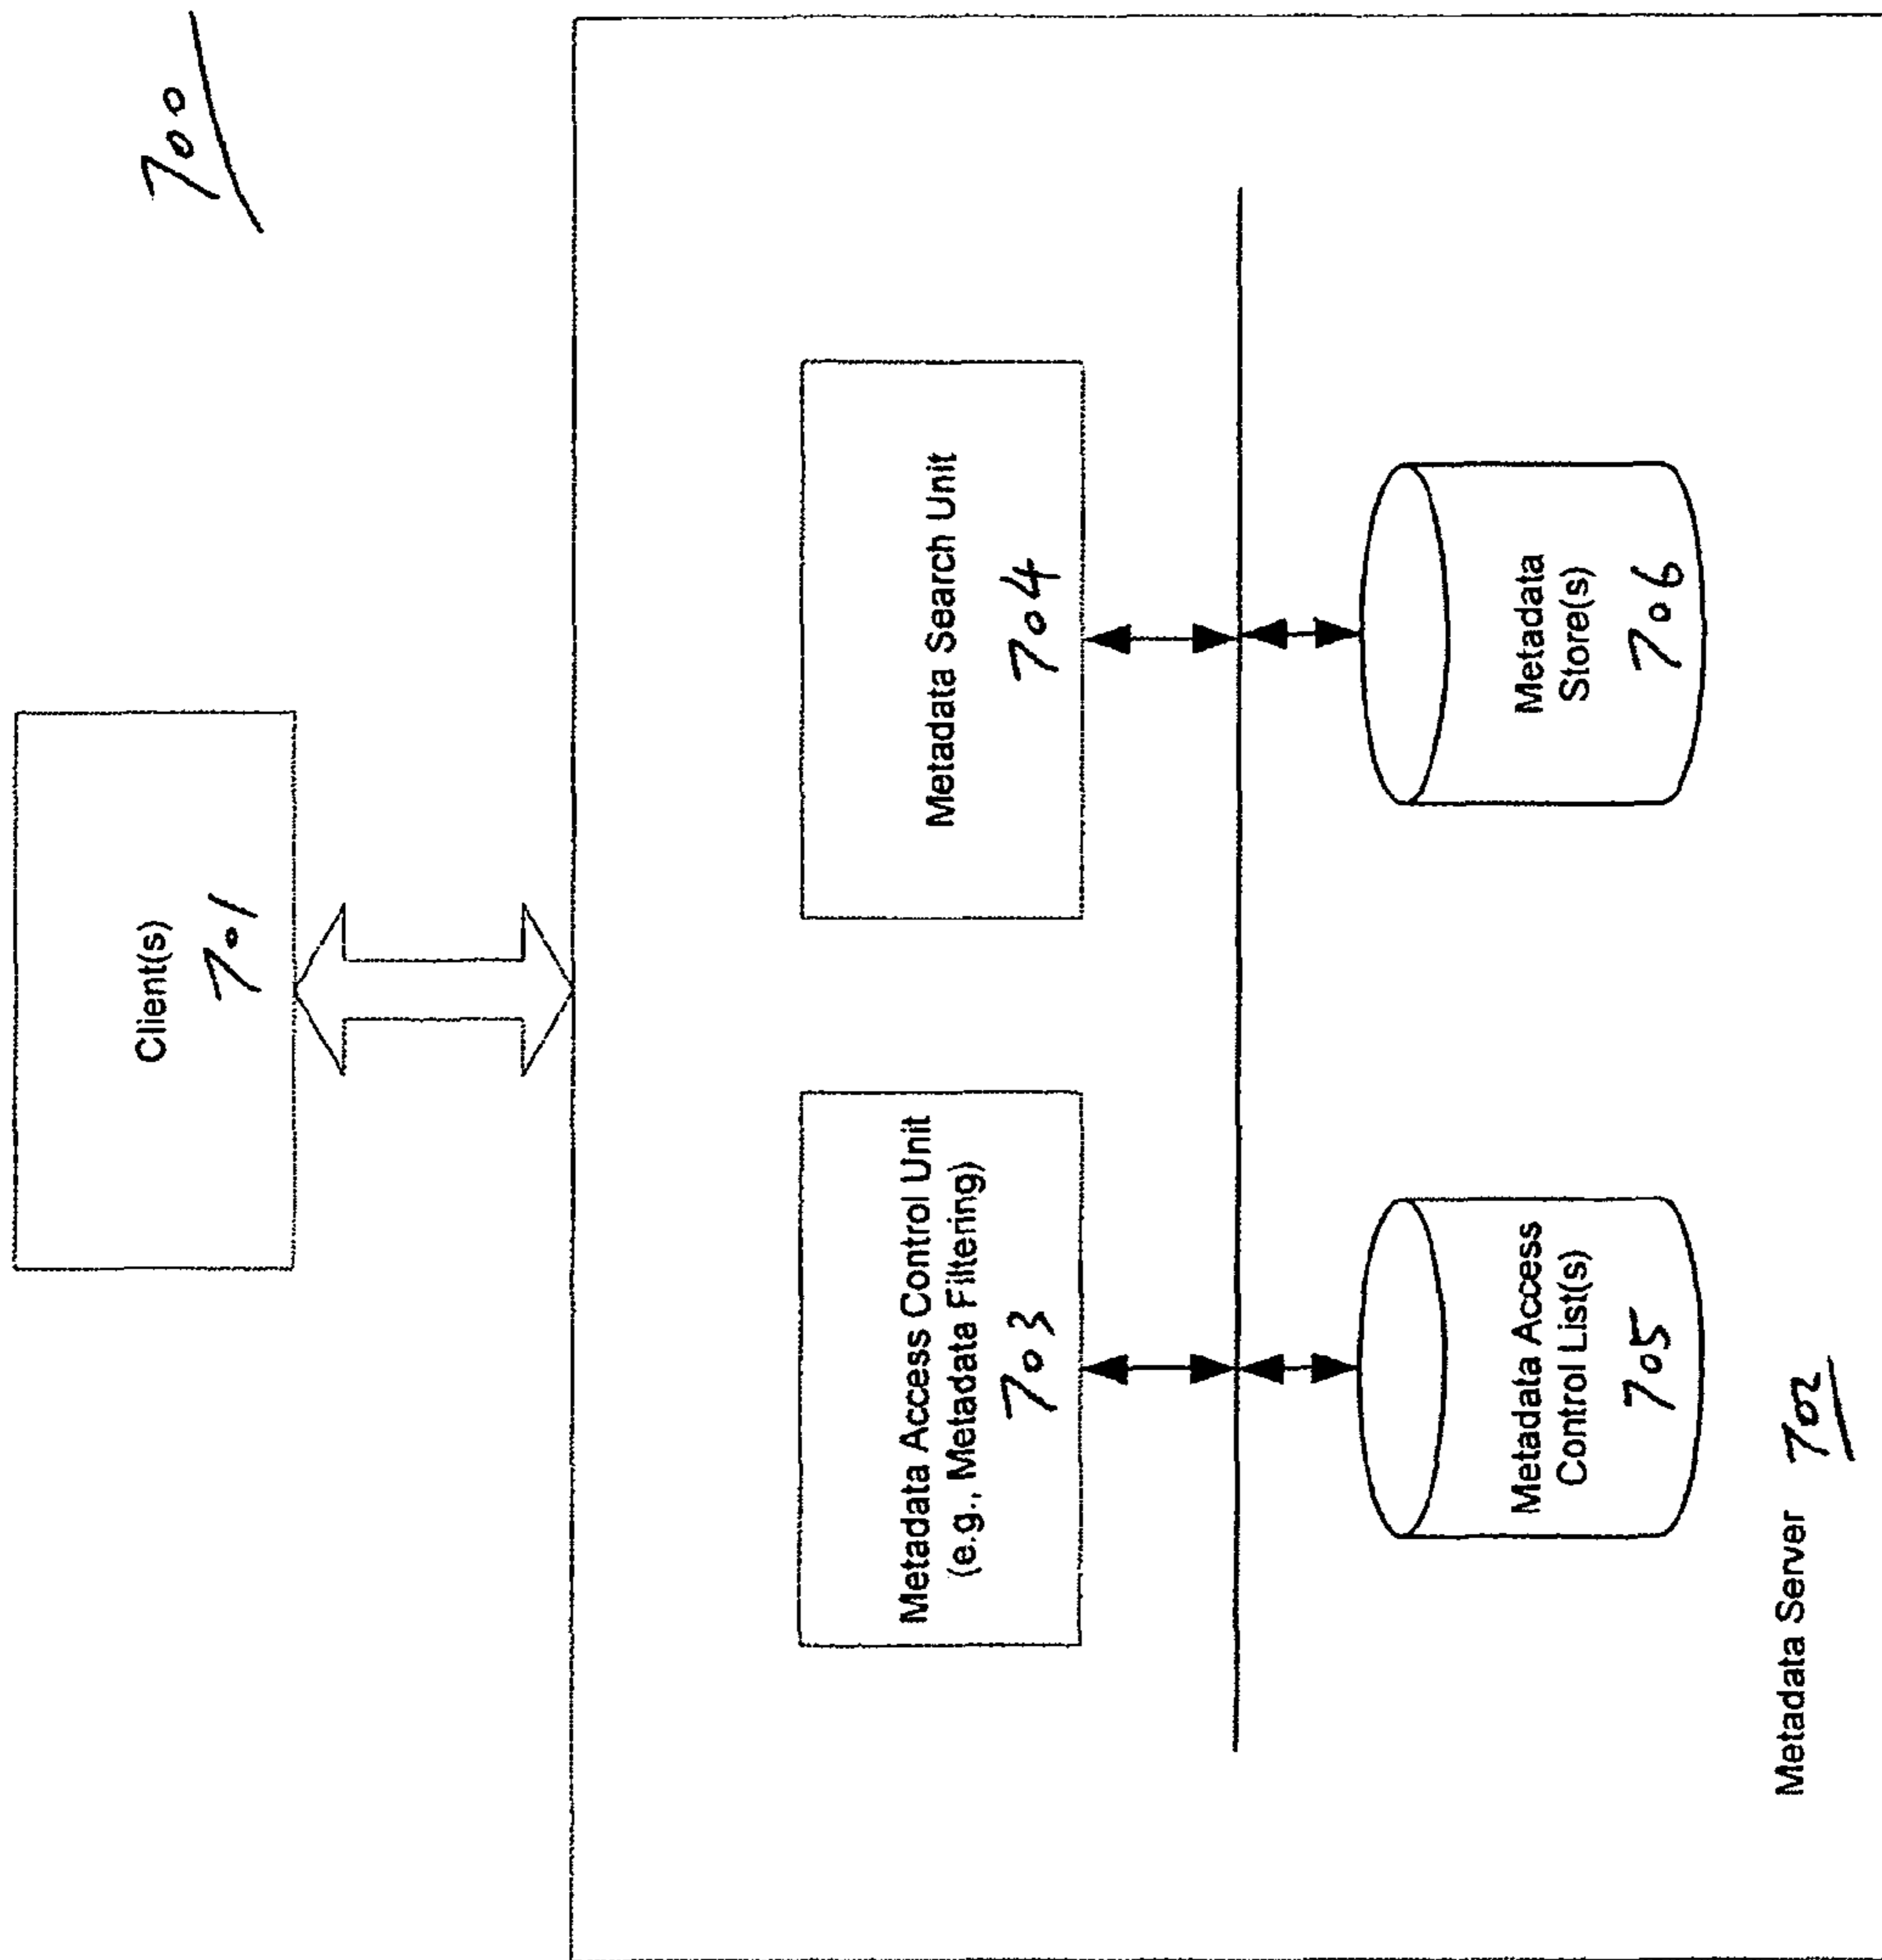 700
Client(s)
701
Metadata Access Control Unit
(e.g., Metadata Filtering)
703
Metadata Search Unit
704
Metadata Access
Control List(s)
705
Metadata
Store(s)
706
Metadata Server 702